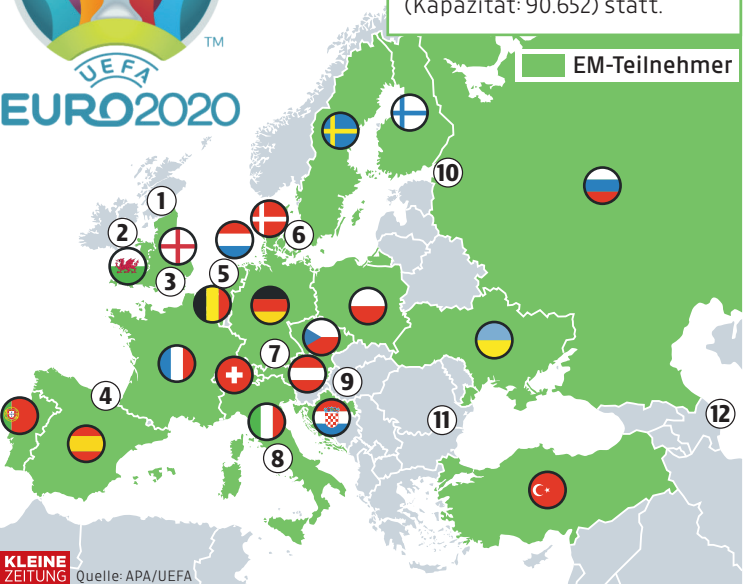 (Kapazität: 90.652) statt.
TM
UEFA
EURO2020
EM-Teilnehmer
10
1
2
6
3
5
7
9
4
11
12
8
KLEINE
ZEITUNG
Quelle: APA/UEFA